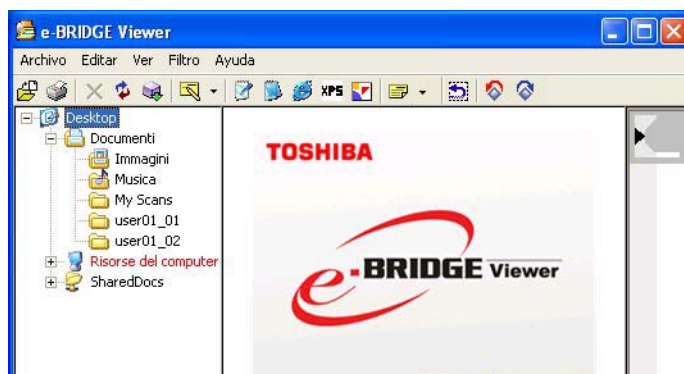 e-BRIDGE Viewer
Archivo Editar Ver Filtro Ayuda
XPS
Desktop
Documenti
Immagini
Musica
My Scans
user01_01
user01_02
Risorse del computer
SharedDocs
TOSHIBA
e-BRIDGE Viewer